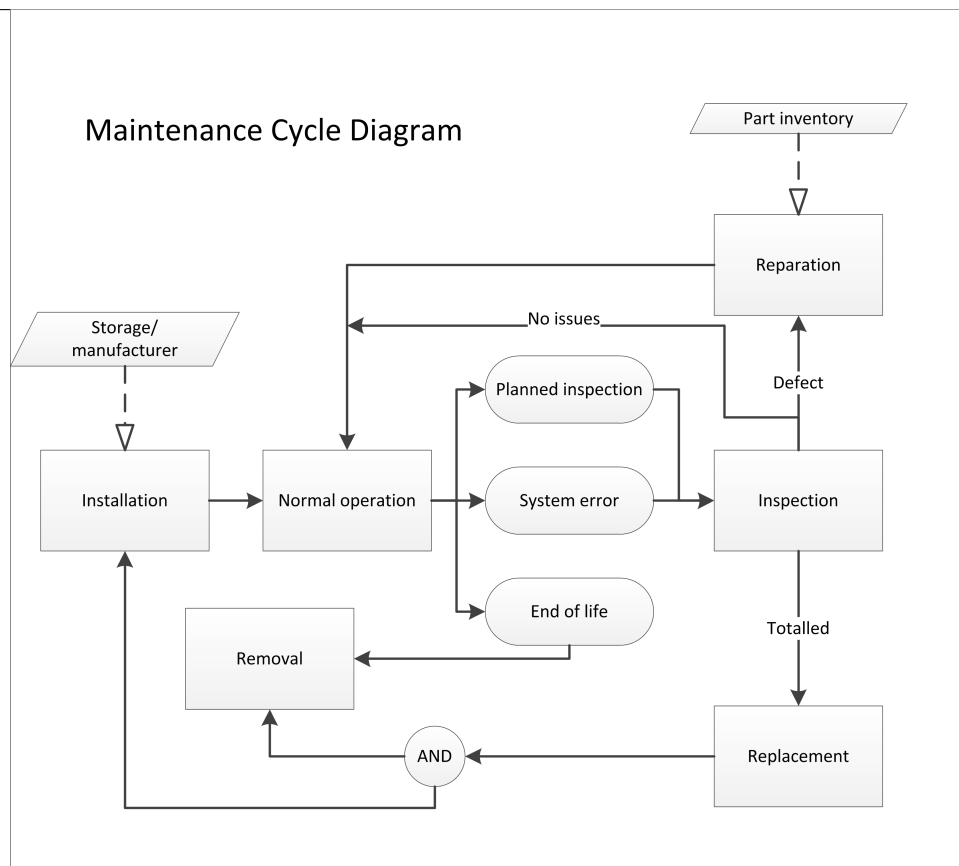 Maintenance Cycle Diagram
Part inventory
Reparation
No issues
Storage/
manufacturer
Planned inspection
Defect
Installation
Normal operation
System error
Inspection
End of life
Totalled
Removal
AND
Replacement